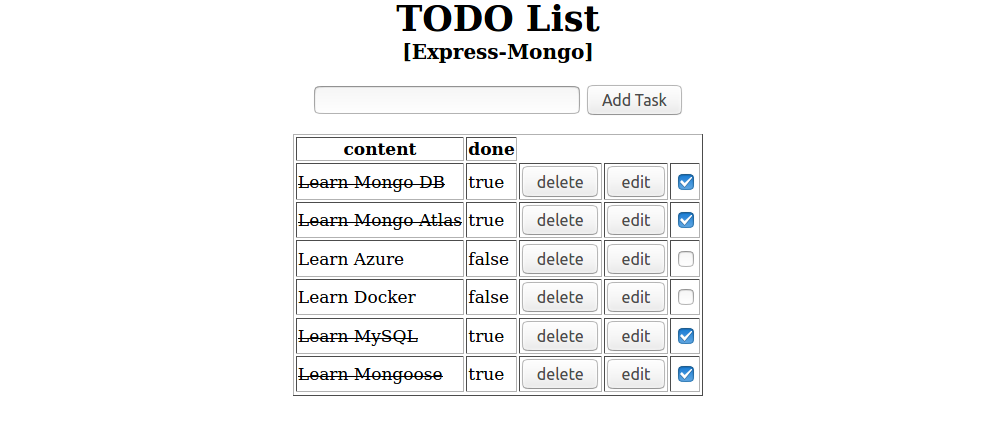 TODO List
[Express-Mongo]
Add Task
content done
Learn Mongo DB true delete edit
Learn Mongo Atlas true delete edit
Learn Azure false delete edit
Learn Docker false delete edit
Learn MySQL true delete edit
Learn Mongoose true delete edit